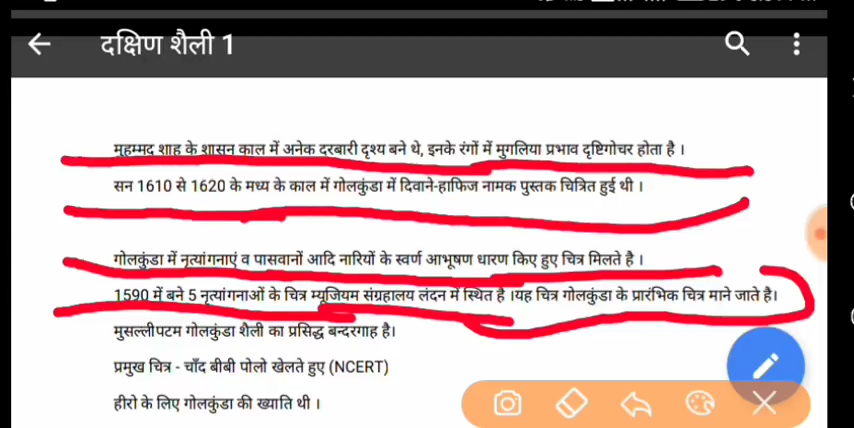 दक्षिण शैली 1
मुहम्मद शाह के शासन काल में अनेक दरबारी दृश्य बने थे, इनके रंगों में मुगलिया प्रभाव दृष्टिगोचर होता है ।
सन 1610 से 1620 के मध्य के काल में गोलकुंडा में दिवाने-हाफिज नामक पुस्तक चित्रित हुई थी ।
गोलकुंडा में नृत्यांगनाएं व पासवानों आदि नारियों के स्वर्ण आभूषण धारण किए हुए चित्र मिलते है ।
1590 में बने 5 नृत्यांगनाओं के चित्र म्यूजियम संग्रहालय लंदन में स्थित है ।यह चित्र गोलकुंडा के प्रारंभिक चित्र माने जाते है।
मुसल्लीपटम गोलकुंडा शैली का प्रसिद्ध बन्दरगाह है।
प्रमुख चित्र - चाँद बीबी पोलो खेलते हुए (NCERT)
हीरो के लिए गोलकुंडा की ख्याति थी ।